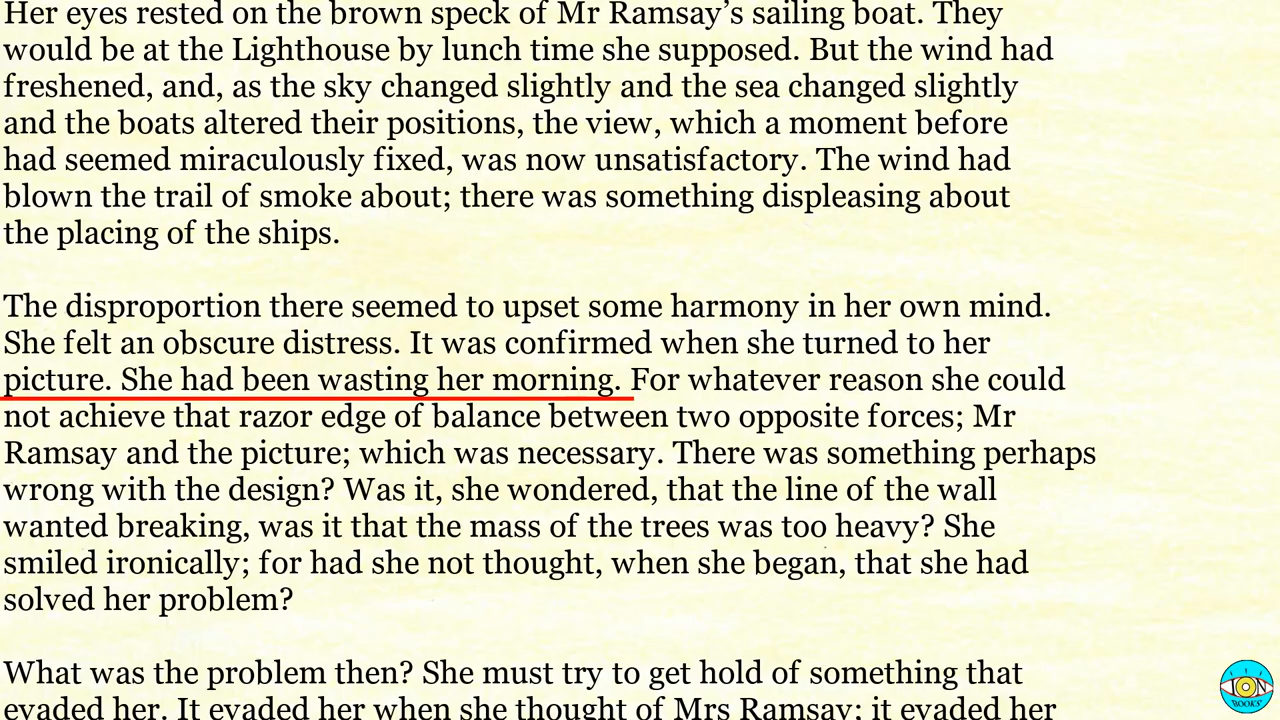 Her eyes rested on the brown speck of Mr Ramsay’s sailing boat. They
would be at the Lighthouse by lunch time she supposed. But the wind had
freshened, and, as the sky changed slightly and the sea changed slightly
and the boats altered their positions, the view, which a moment before
had seemed miraculously fixed, was now unsatisfactory. The wind had
blown the trail of smoke about; there was something displeasing about
the placing of the ships.
The disproportion there seemed to upset some harmony in her own mind.
She felt an obscure distress. It was confirmed when she turned to her
picture. She had been wasting her morning. For whatever reason she could
not achieve that razor edge of balance between two opposite forces; Mr
Ramsay and the picture; which was necessary. There was something perhaps
wrong with the design? Was it, she wondered, that the line of the wall
wanted breaking, was it that the mass of the trees was too heavy? She
smiled ironically; for had she not thought, when she began, that she had
solved her problem?
What was the problem then? She must try to get hold of something that
evaded her. It evaded her when she thought of Mrs Ramsay; it evaded her
ION
BOOKS